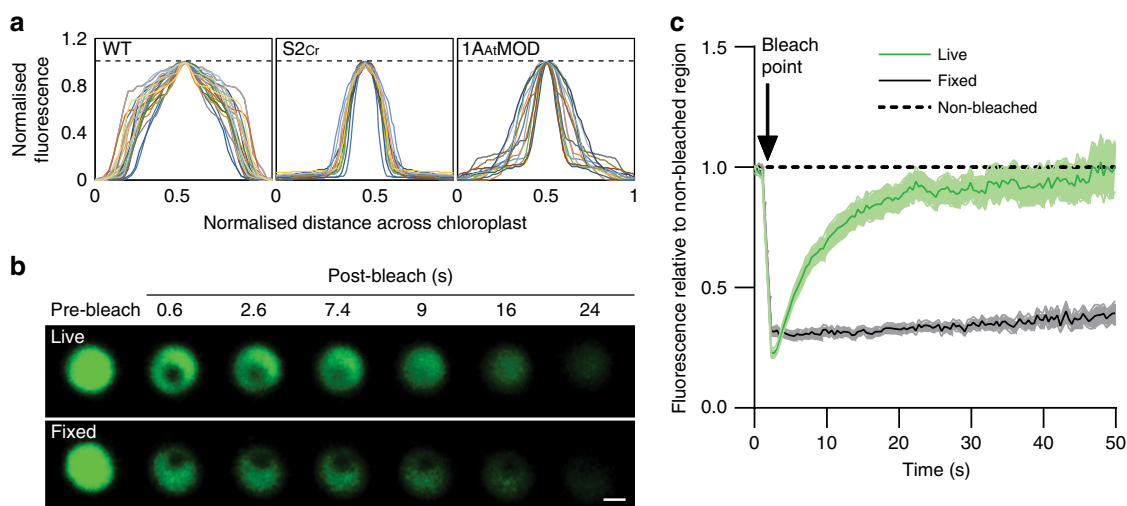 a
1.2
0.8
0.4
0
Normalised
fluorescence
WT
S2Cr
1AAtMOD
0 0.5 0 0.5 0 0.5 1
Normalised distance across chloroplast
b
Post-bleach (s)
Pre-bleach 0.6 2.6 7.4 9 16 24
Live
Fixed
c
1.5
1.0
0.5
0.0
Fluorescence relative to non-bleached region
Bleach
point
Live
Fixed
Non-bleached
0 10 20 30 40 50
Time (s)